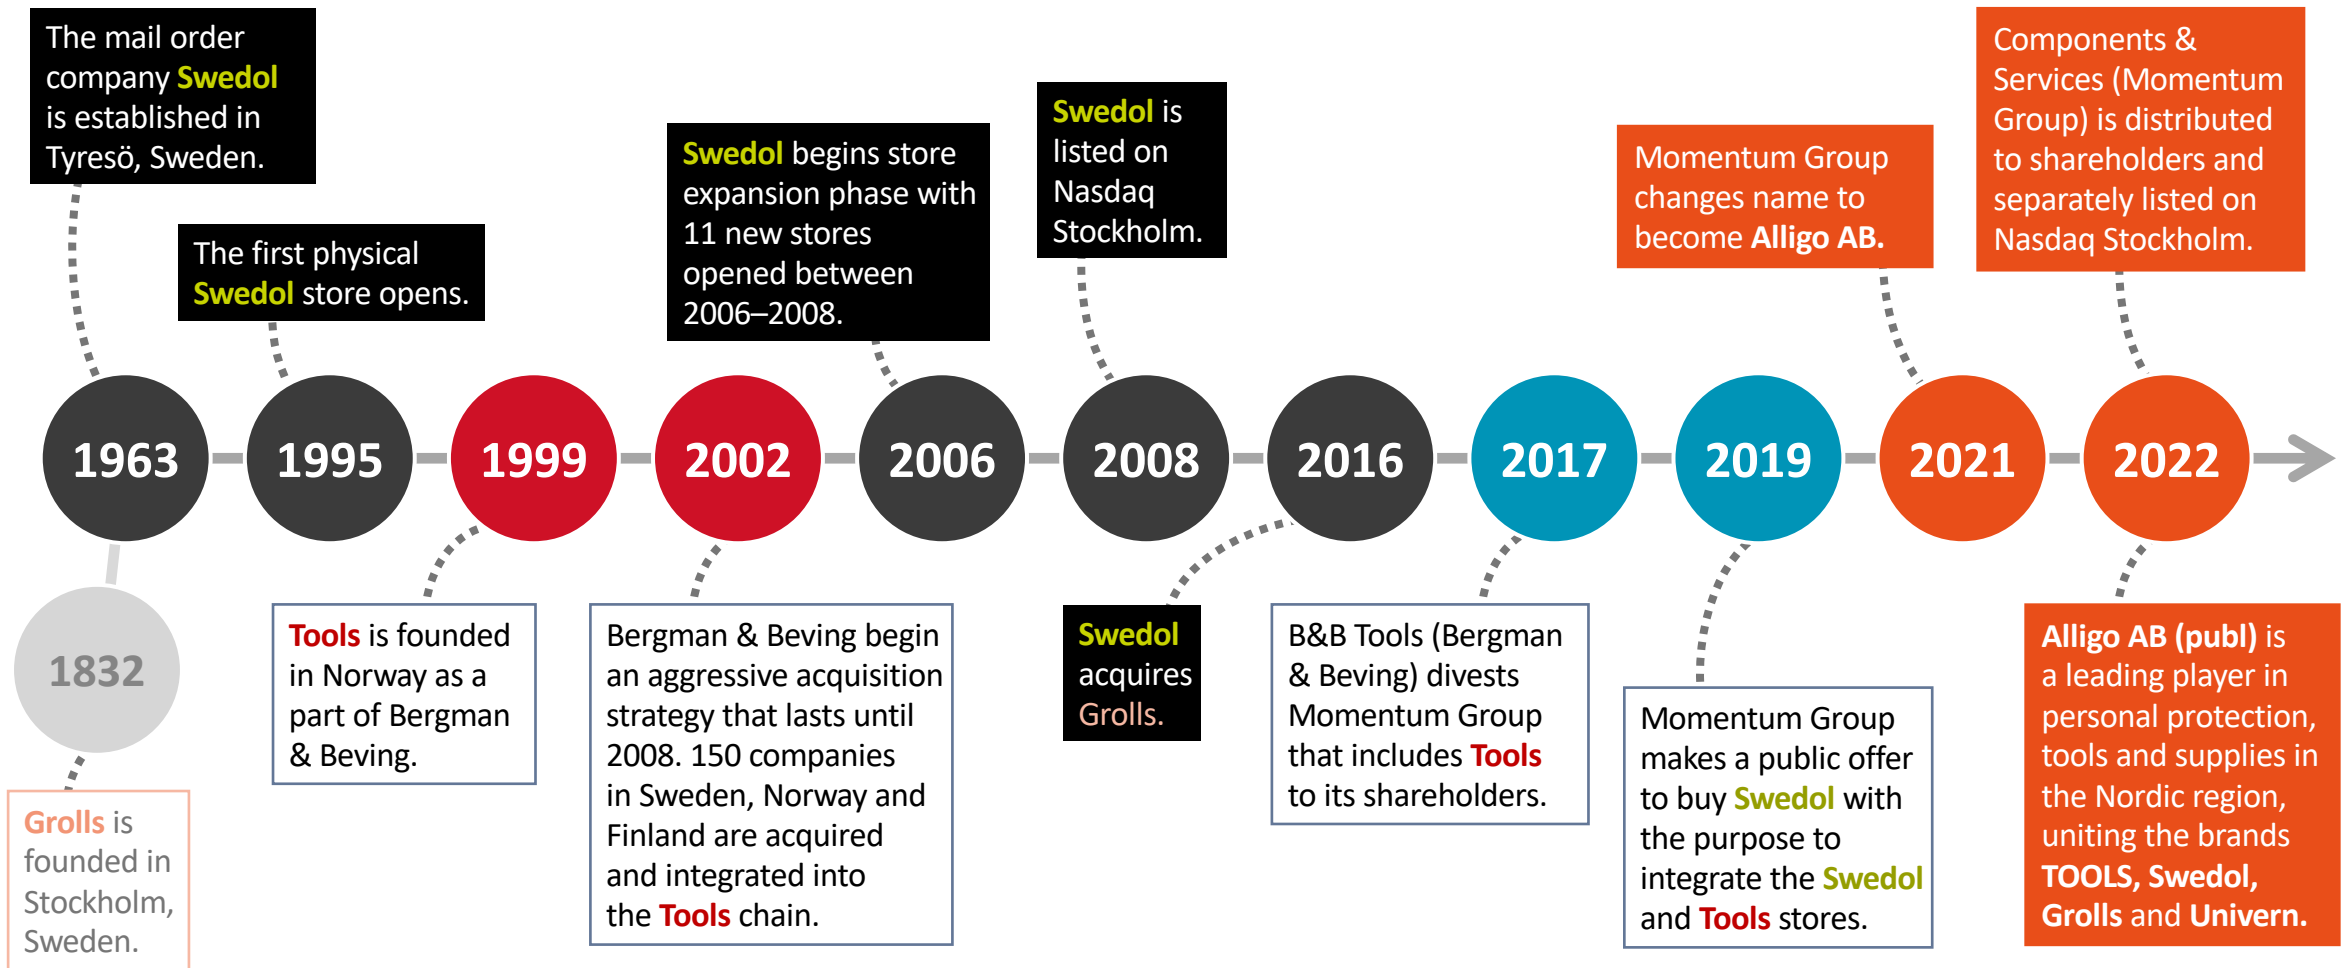 The mail order
company Swedol
is established in
Tyresö, Sweden.
The first physical
Swedol store opens.
Swedol begins store
expansion phase with
11 new stores
opened between
2006–2008.
Swedol is
listed on
Nasdaq
Stockholm.
Momentum Group
changes name to
become Alligo AB.
Components &
Services (Momentum
Group) is distributed
to shareholders and
separately listed on
Nasdaq Stockholm.
1963
1995
1999
2002
2006
2008
2016
2017
2019
2021
2022
1832
Grolls is
founded in
Stockholm,
Sweden.
Tools is founded
in Norway as a
part of Bergman
& Beving.
Bergman & Beving begin
an aggressive acquisition
strategy that lasts until
2008. 150 companies
in Sweden, Norway and
Finland are acquired
and integrated into
the Tools chain.
Swedol
acquires
Grolls.
B&B Tools (Bergman
& Beving) divests
Momentum Group
that includes Tools
to its shareholders.
Momentum Group
makes a public offer
to buy Swedol with
the purpose to
integrate the Swedol
and Tools stores.
Alligo AB (publ) is
a leading player in
personal protection,
tools and supplies in
the Nordic region,
uniting the brands
TOOLS, Swedol,
Grolls and Univern.